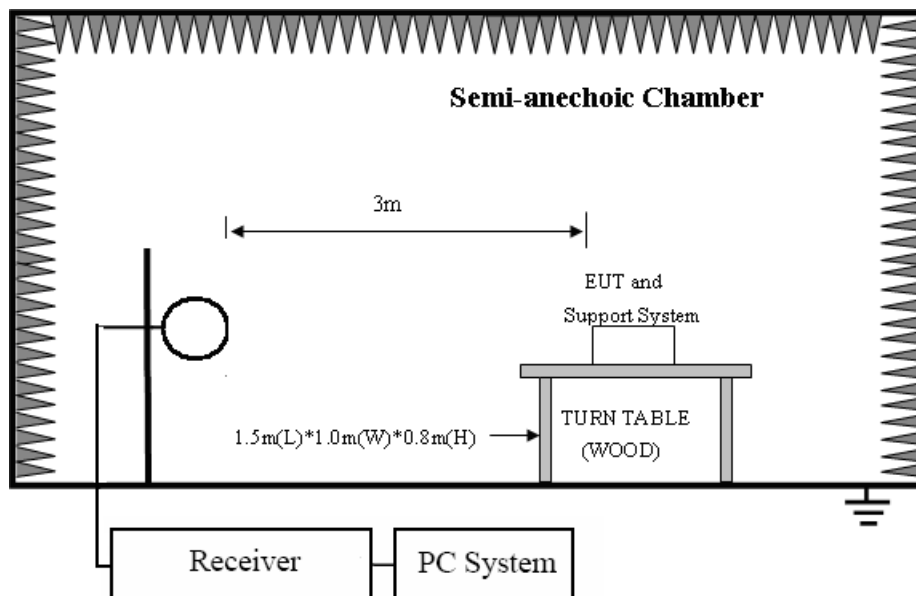 Semi-anechoic Chamber
3m
EUT and
Support System
1.5m(L)*1.0m(W)*0.8m(H)
TURN TABLE
(WOOD)
Receiver
PC System